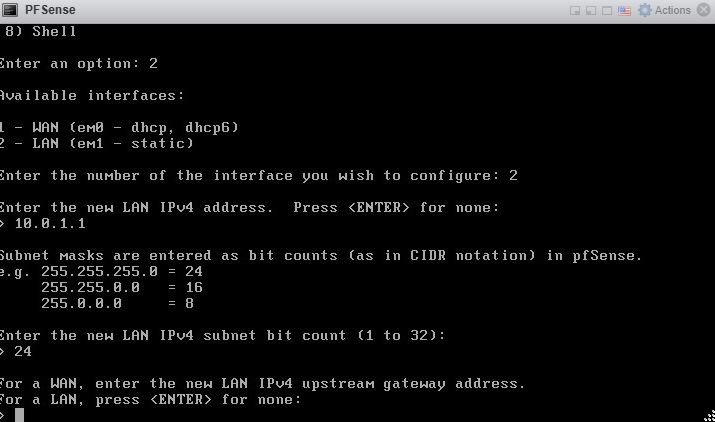 PFSense
Actions
8) Shell
Enter an option: 2
Available interfaces:
1 - WAN (em0 - dhcp, dhcp6)
2 - LAN (em1 - static)
Enter the number of the interface you wish to configure: 2
Enter the new LAN IPv4 address.  Press <ENTER> for none:
> 10.0.1.1
Subnet masks are entered as bit counts (as in CIDR notation) in pfSense.
e.g. 255.255.255.0 = 24
     255.255.0.0   = 16
     255.0.0.0     = 8
Enter the new LAN IPv4 subnet bit count (1 to 32):
> 24
For a WAN, enter the new LAN IPv4 upstream gateway address.
For a LAN, press <ENTER> for none:
>